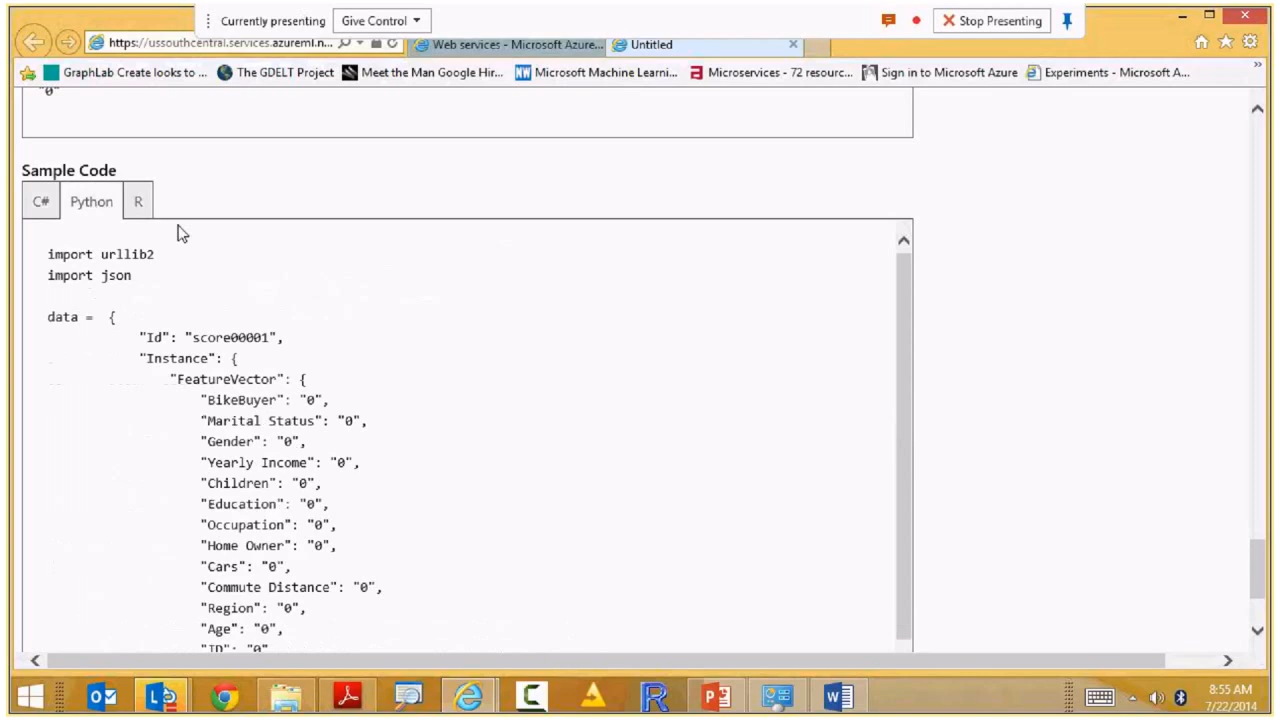 Currently presenting
Give Control
Stop Presenting
https://ussouthcentral.services.azureml.n...
Web services - Microsoft Azure...
Untitled
GraphLab Create looks to ...
The GDELT Project
Meet the Man Google Hir...
Microsoft Machine Learni...
Microservices - 72 resourc...
Sign in to Microsoft Azure
Experiments - Microsoft A...
"0"
Sample Code
C#
Python
R
import urllib2
import json
data = {
"Id": "score00001",
"Instance": {
"FeatureVector": {
"BikeBuyer": "0",
"Marital Status": "0",
"Gender": "0",
"Yearly Income": "0",
"Children": "0",
"Education": "0",
"Occupation": "0",
"Home Owner": "0",
"Cars": "0",
"Commute Distance": "0",
"Region": "0",
"Age": "0",
"ID": "0"
8:55 AM
7/22/2014